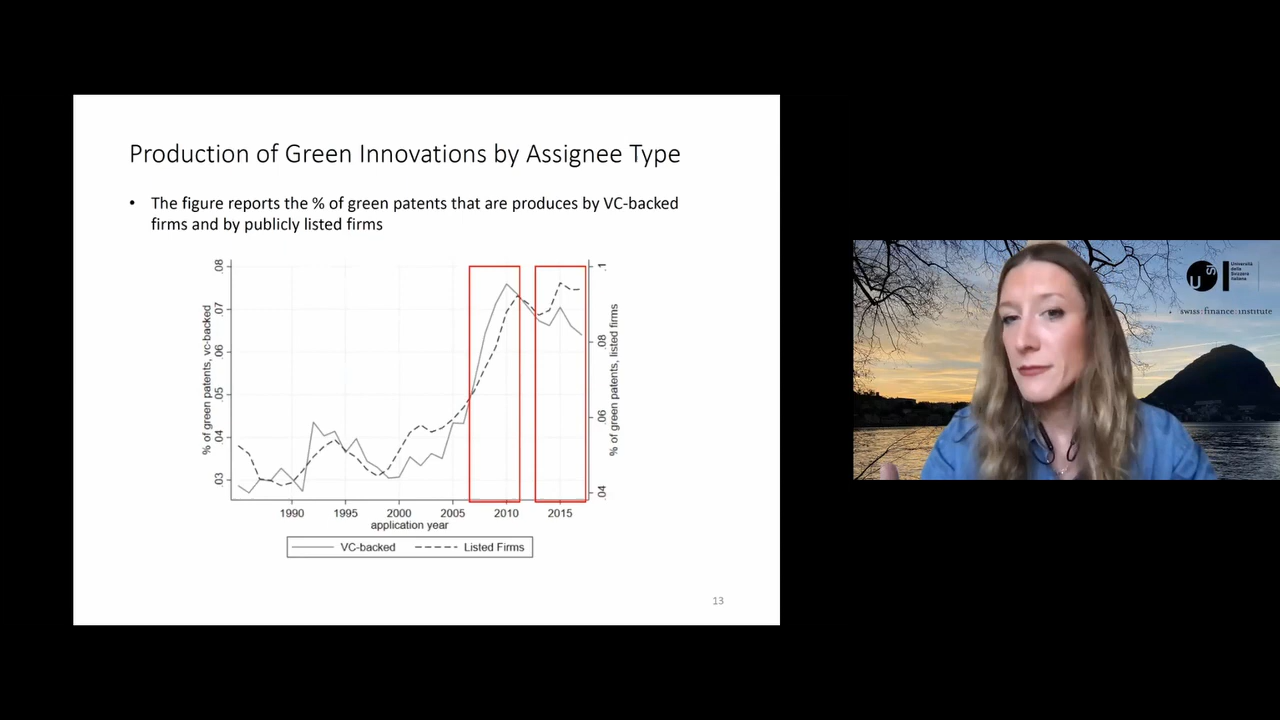 Production of Green Innovations by Assignee Type
• The figure reports the % of green patents that are produces by VC-backed
firms and by publicly listed firms
% of green patents, vc-backed
.08
.07
.06
.05
.04
.03
% of green patents, listed firms
.1
.08
.06
.04
1990 1995 2000 2005 2010 2015
application year
VC-backed Listed Firms
13
USI
Università
della
Svizzera
italiana
swiss:finance:institute